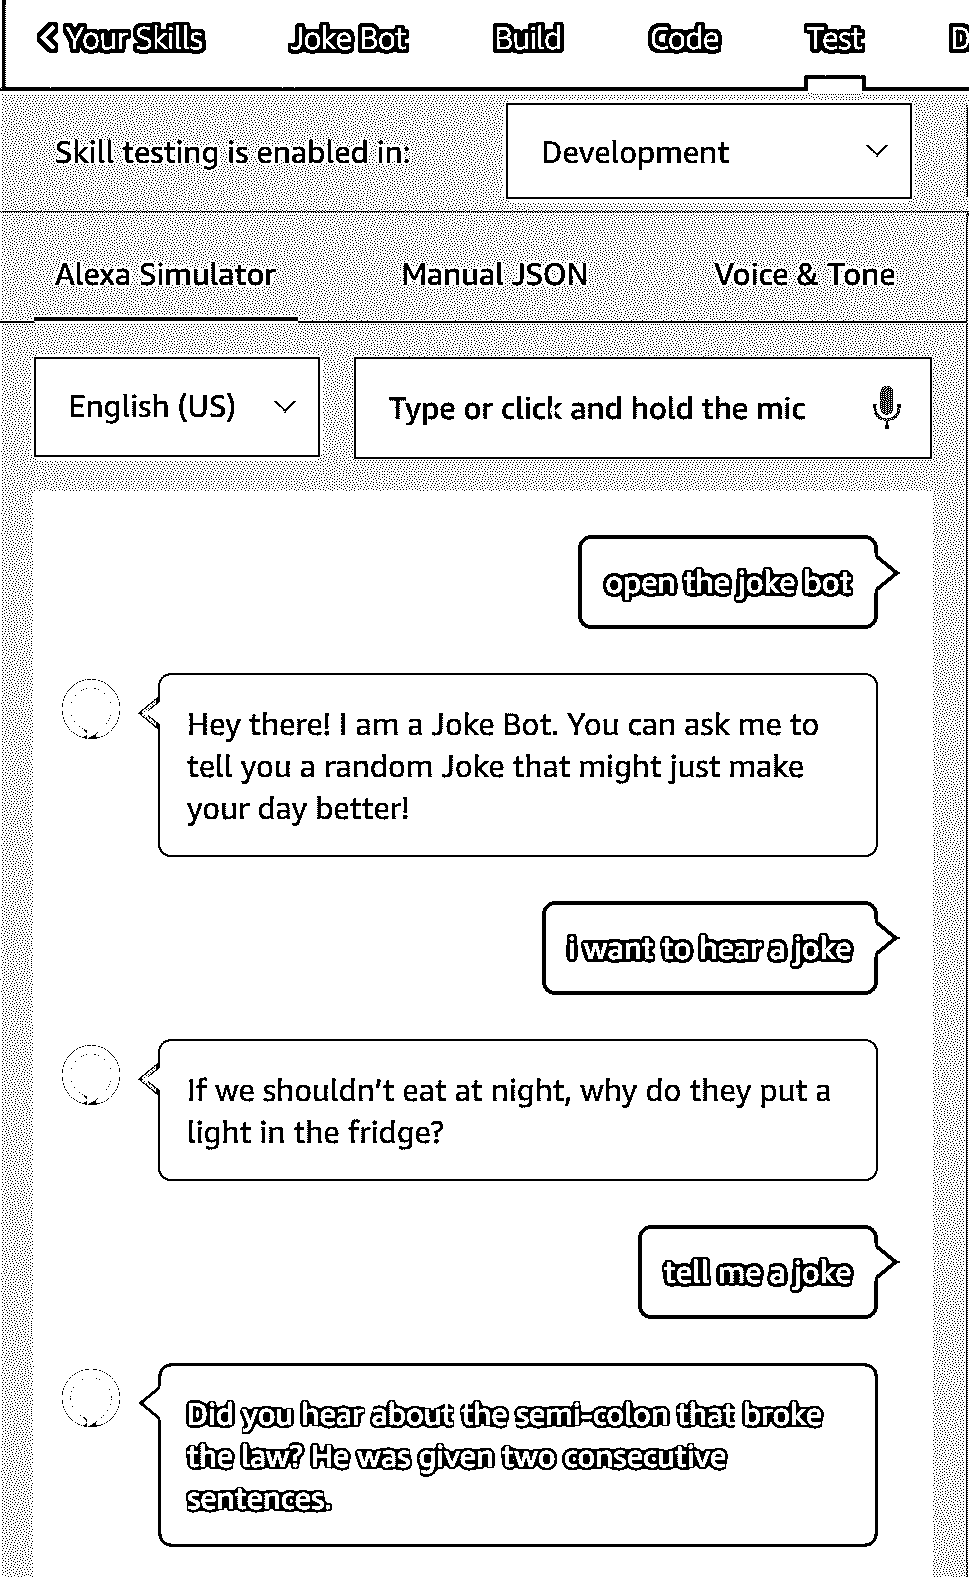 Your Skills Joke Bot Build Code Test D
Skill testing is enabled in: Development
Alexa Simulator Manual JSON Voice & Tone
English (US) Type or click and hold the mic
open the joke bot
Hey there! I am a Joke Bot. You can ask me to
tell you a random Joke that might just make
your day better!
i want to hear a joke
If we shouldn't eat at night, why do they put a
light in the fridge?
tell me a joke
Did you hear about the semi-colon that broke
the law? He was given two consecutive
sentences.